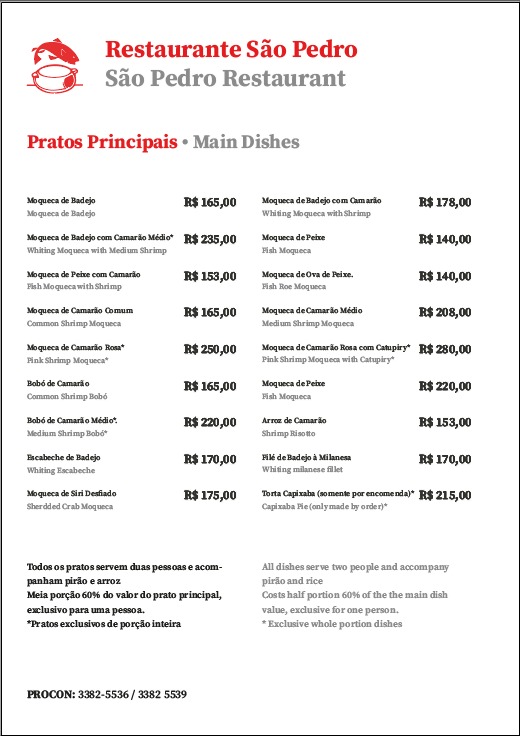 Restaurante São Pedro
São Pedro Restaurant
Pratos Principais • Main Dishes
Moqueca de Badejo R$ 165,00
Moqueca de Badejo
Moqueca de Badejo com Camarão Médio* R$ 235,00
Whiting Moqueca with Medium Shrimp
Moqueca de Peixe com Camarão R$ 153,00
Fish Moqueca with Shrimp
Moqueca de Camarão Comum R$ 165,00
Common Shrimp Moqueca
Moqueca de Camarão Rosa* R$ 250,00
Pink Shrimp Moqueca*
Bobó de Camarão R$ 165,00
Common Shrimp Bobó
Bobó de Camarão Médio*. R$ 220,00
Medium Shrimp Bobó*
Escabeche de Badejo R$ 170,00
Whiting Escabeche
Moqueca de Siri Desfiado R$ 175,00
Sherdded Crab Moqueca
Moqueca de Badejo com Camarão R$ 178,00
Whiting Moqueca with Shrimp
Moqueca de Peixe R$ 140,00
Fish Moqueca
Moqueca de Ova de Peixe. R$ 140,00
Fish Roe Moqueca
Moqueca de Camarão Médio R$ 208,00
Medium Shrimp Moqueca
Moqueca de Camarão Rosa com Catupiry* R$ 280,00
Pink Shrimp Moqueca with Catupiry*
Moqueca de Peixe R$ 220,00
Fish Moqueca
Arroz de Camarão R$ 153,00
Shrimp Risotto
Filé de Badejo à Milanesa R$ 170,00
Whiting milanese fillet
Torta Capixaba (somente por encomenda)* R$ 215,00
Capixaba Pie (only made by order)*
Todos os pratos servem duas pessoas e acom-
panham pirão e arroz
Meia porção 60% do valor do prato principal,
exclusivo para uma pessoa.
*Pratos exclusivos de porção inteira
All dishes serve two people and accompany
pirão and rice
Costs half portion 60% of the the main dish
value, exclusive for one person.
* Exclusive whole portion dishes
PROCON: 3382-5536 / 3382 5539